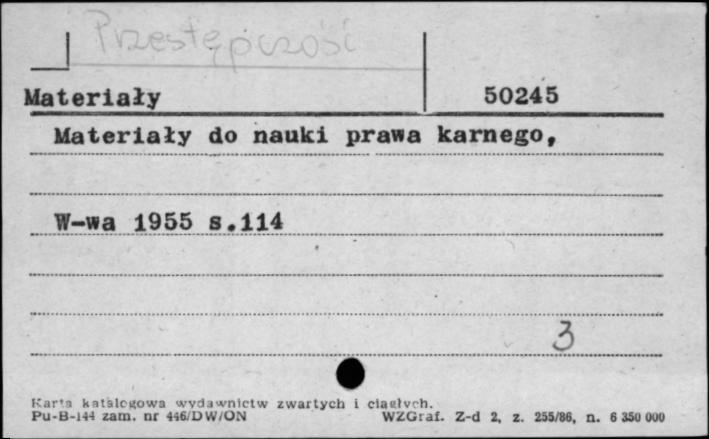 Przestępczość
Materiały 50245
Materiały do nauki prawa karnego,
W-wa 1955 s.114
3
Karta katalogowa wydawnictw zwartych i ciągłych.
Pu-B-144 zam. nr 446/DW/ON WZGraf. Z-d 2, z. 255/86, n. 6 350 000